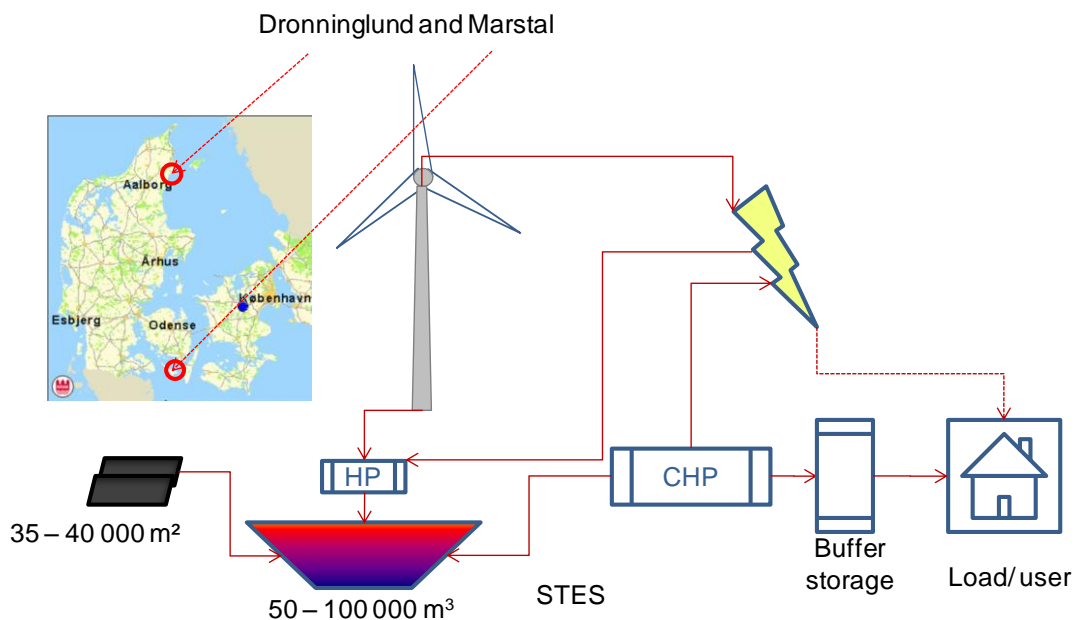 Dronninglund and Marstal
Aalborg
Århus
København
Esbjerg
Odense
HP
CHP
35 – 40 000 m²
Buffer
storage
Load/user
50 – 100 000 m³
STES